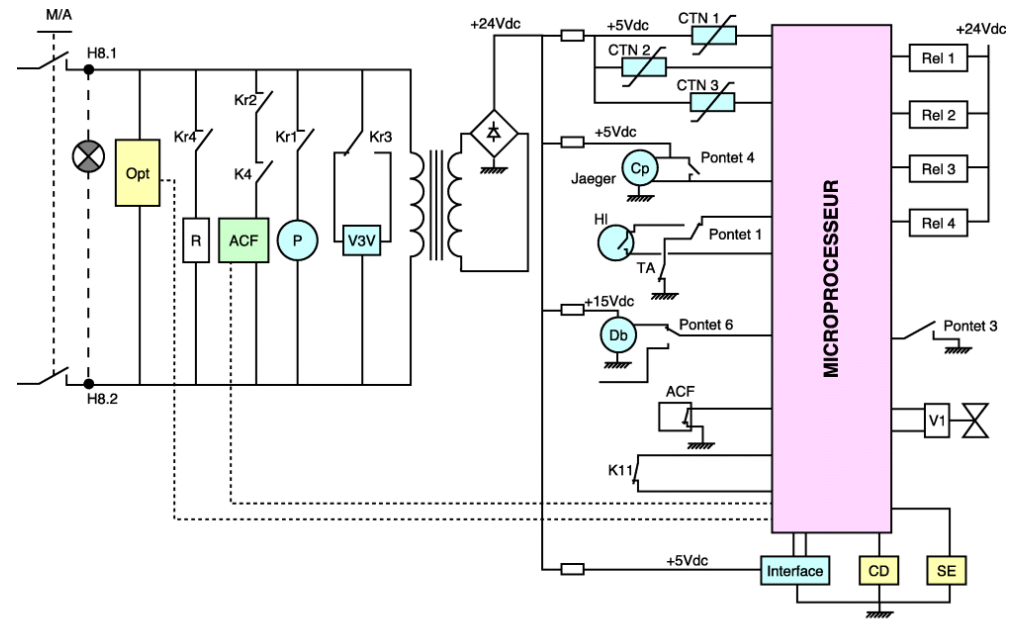 M/A
H8.1
+24Vdc
+5Vdc
CTN 1
CTN 2
CTN 3
+24Vdc
Rel 1
Rel 2
Rel 3
Rel 4
Kr2
Kr4
Kr1
Kr3
K4
Opt
R
ACF
P
V3V
+5Vdc
Cp
Pontet 4
Jaeger
HI
Pontet 1
TA
+15Vdc
Db
Pontet 6
MICROPROCESSEUR
Pontet 3
H8.2
ACF
V1
K11
+5Vdc
Interface
CD
SE